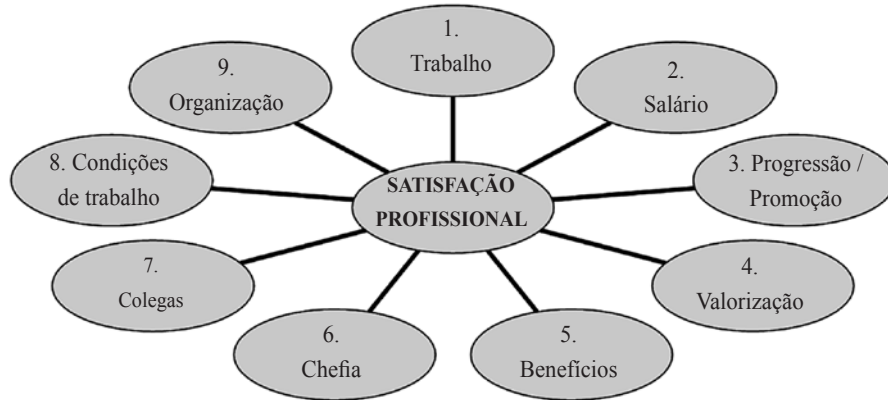 1.
Trabalho
2.
Salário
3. Progressão /
Promoção
4.
Valorização
5.
Benefícios
6.
Chefia
7.
Colegas
8. Condições
de trabalho
9.
Organização
SATISFAÇÃO
PROFISSIONAL